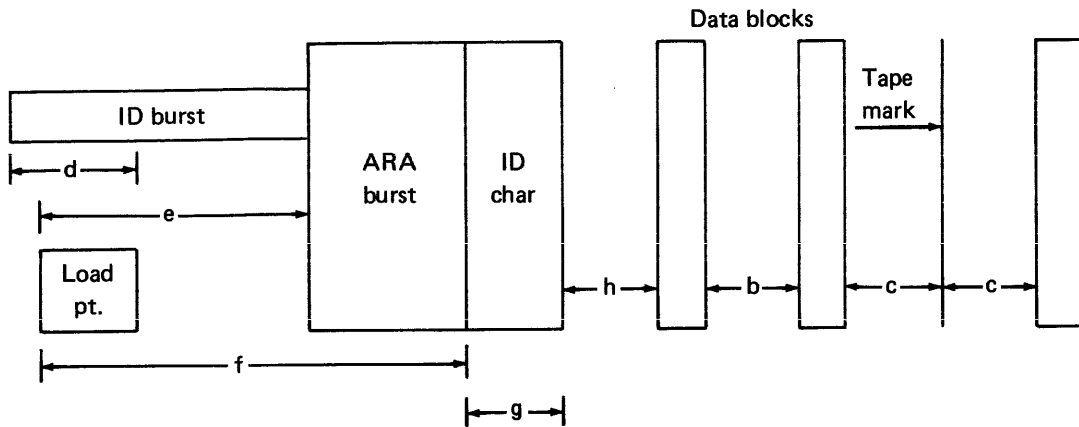 Data blocks
Tape
mark
ID burst
ARA
burst
ID
char
d
e
Load
pt.
h
b
c
c
f
g